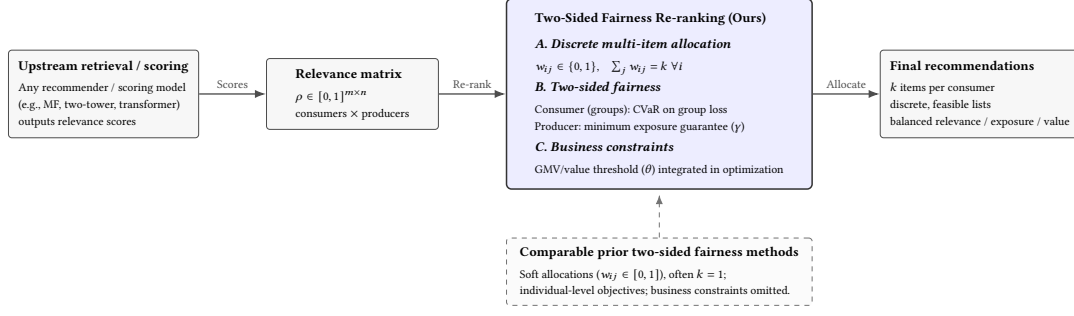 Upstream retrieval / scoring
Any recommender / scoring model
(e.g., MF, two-tower, transformer)
outputs relevance scores
Scores
Relevance matrix
ρ ∈ [0, 1]^{m×n}
consumers × producers
Re-rank
Two-Sided Fairness Re-ranking (Ours)
A. Discrete multi-item allocation
w_{ij} ∈ {0, 1}, ∑_j w_{ij} = k ∀i
B. Two-sided fairness
Consumer (groups): CVaR on group loss
Producer: minimum exposure guarantee (γ)
C. Business constraints
GMV/value threshold (θ) integrated in optimization
Allocate
Final recommendations
k items per consumer
discrete, feasible lists
balanced relevance / exposure / value
Comparable prior two-sided fairness methods
Soft allocations (w_{ij} ∈ [0, 1]), often k = 1;
individual-level objectives; business constraints omitted.